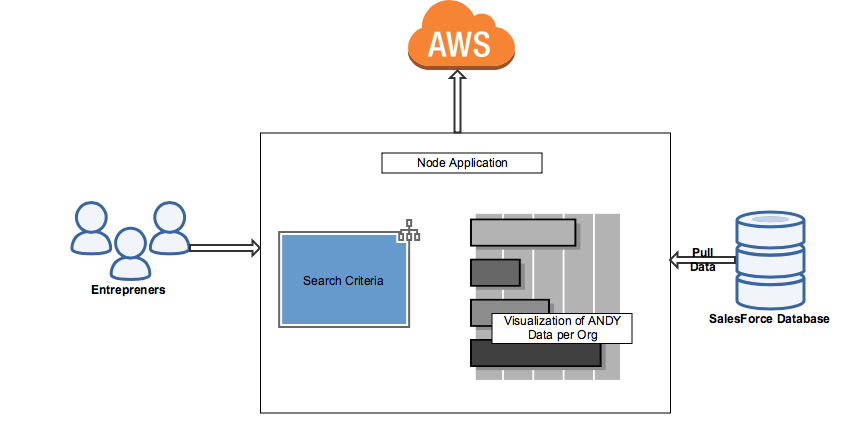 AWS
Node Application
Search Criteria
Visualization of ANDY
Data per Org
Entrepreners
Pull
Data
SalesForce Database